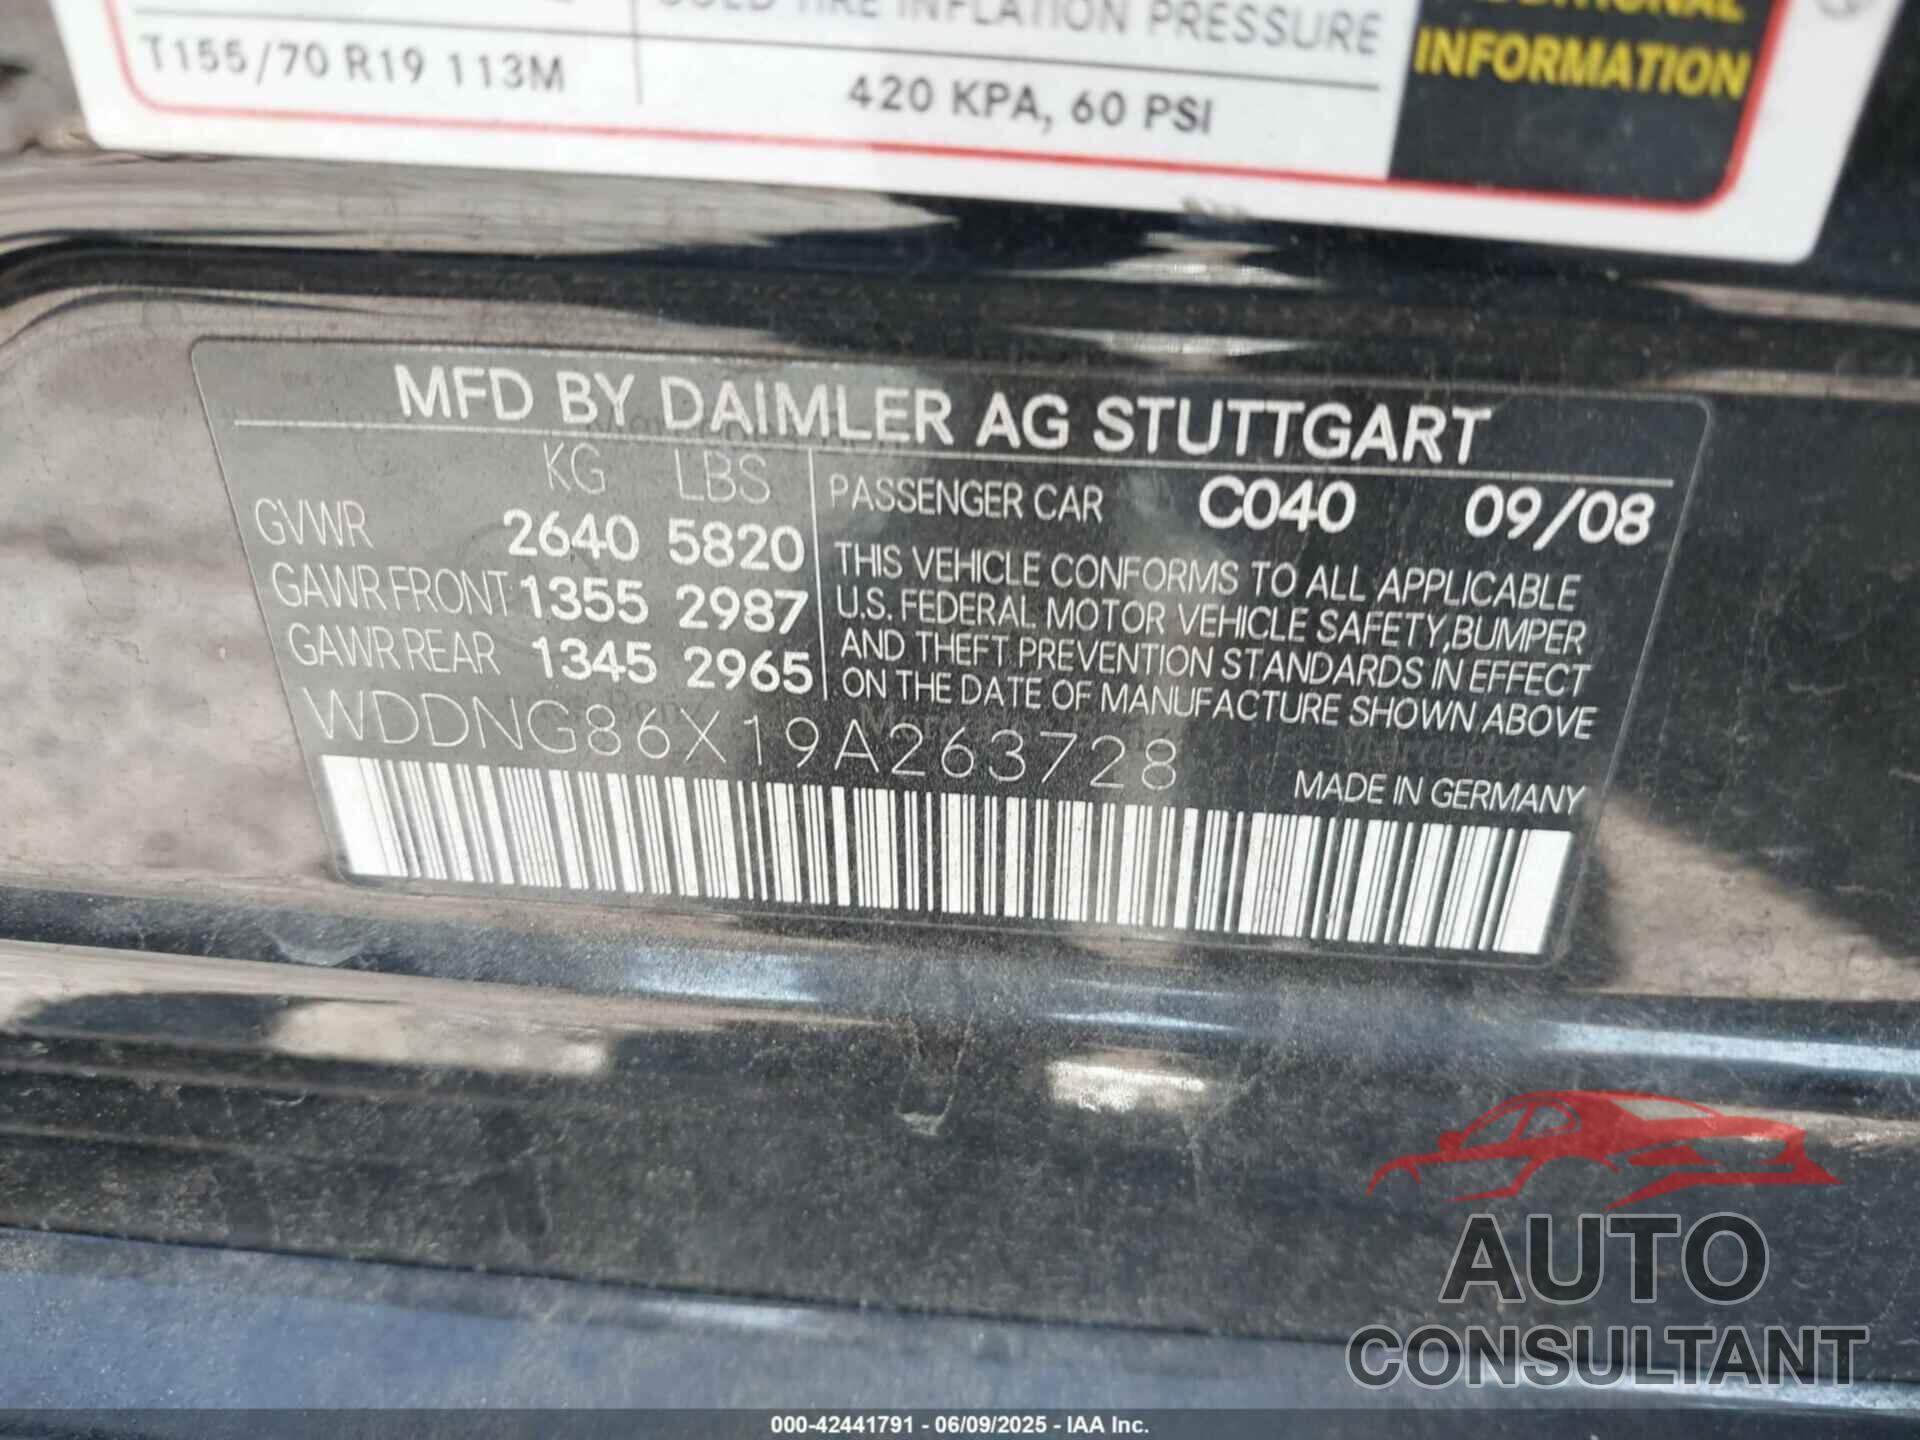 COLD TIRE INFLATION PRESSURE
T155/70 R19 113M
420 KPA, 60 PSI
ADDITIONAL
INFORMATION
MFD BY DAIMLER AG STUTTGART
KG LBS
GVWR 2640 5820
GAWR FRONT 1355 2987
GAWR REAR 1345 2965
PASSENGER CAR C040 09/08
THIS VEHICLE CONFORMS TO ALL APPLICABLE
U.S. FEDERAL MOTOR VEHICLE SAFETY,BUMPER
AND THEFT PREVENTION STANDARDS IN EFFECT
ON THE DATE OF MANUFACTURE SHOWN ABOVE
WDDNG86X19A263728
MADE IN GERMANY
AUTO
CONSULTANT
000-42441791 - 06/09/2025 - IAA Inc.